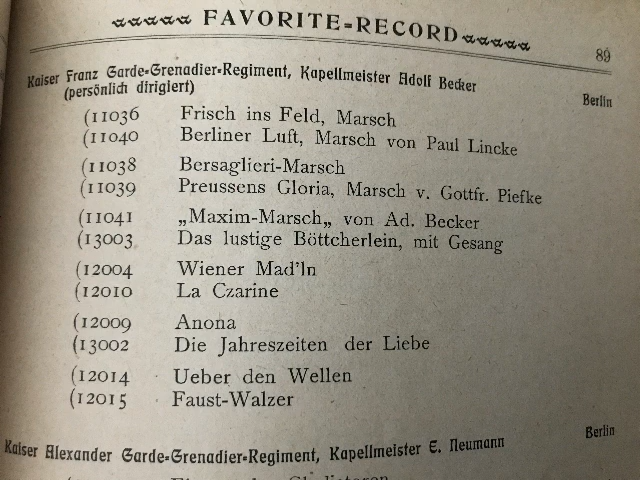 FAVORITE-RECORD
89
Kaiser Franz Garde-Grenadier-Regiment, Kapellmeister Adolf Becker
(persönlich dirigiert)
Berlin
(11036 Frisch ins Feld, Marsch
(11040 Berliner Luft, Marsch von Paul Lincke
(11038 Bersaglieri-Marsch
(11039 Preussens Gloria, Marsch v. Gottfr. Piefke
(11041 „Maxim-Marsch„ von Ad. Becker
(13003 Das lustige Böttcherlein, mit Gesang
(12004 Wiener Mad'ln
(12010 La Czarine
(12009 Anona
(13002 Die Jahreszeiten der Liebe
(12014 Ueber den Wellen
(12015 Faust-Walzer
Kaiser Alexander Garde-Grenadier-Regiment, Kapellmeister E. Neumann
Berlin